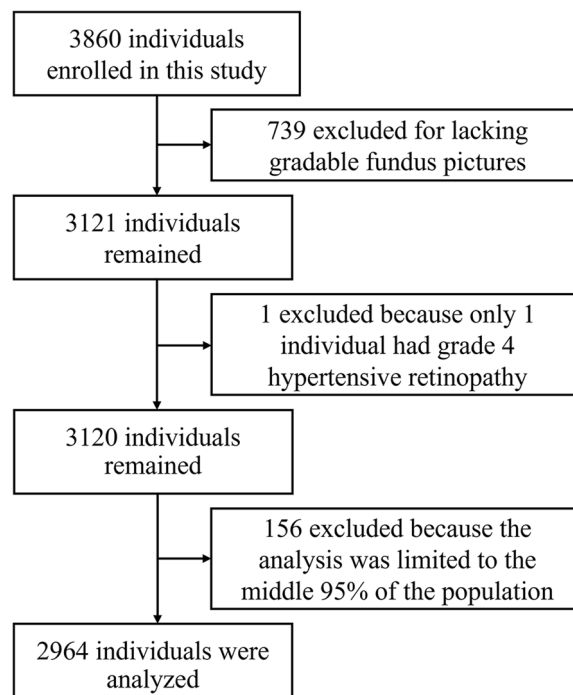 3860 individuals
enrolled in this study
739 excluded for lacking
gradable fundus pictures
3121 individuals
remained
1 excluded because only 1
individual had grade 4
hypertensive retinopathy
3120 individuals
remained
156 excluded because the
analysis was limited to the
middle 95% of the population
2964 individuals were
analyzed